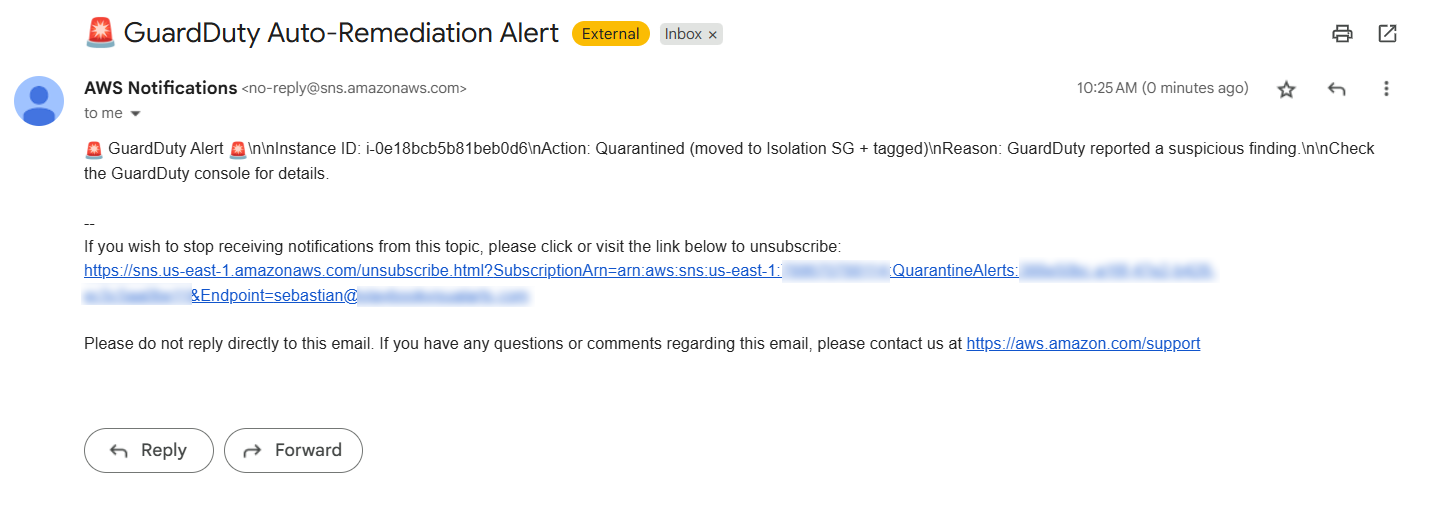 🚨 GuardDuty Auto-Remediation Alert External Inbox ×
AWS Notifications <no-reply@sns.amazonaws.com> 10:25 AM (0 minutes ago)
to me
🚨 GuardDuty Alert 🚨\n\nInstance ID: i-0e18bcb5b81beb0d6\nAction: Quarantined (moved to Isolation SG + tagged)\nReason: GuardDuty reported a suspicious finding.\n\nCheck
the GuardDuty console for details.
--
If you wish to stop receiving notifications from this topic, please click or visit the link below to unsubscribe:
https://sns.us-east-1.amazonaws.com/unsubscribe.html?SubscriptionArn=arn:aws:sns:us-east-1: :QuarantineAlerts:
&Endpoint=sebastian@
Please do not reply directly to this email. If you have any questions or comments regarding this email, please contact us at https://aws.amazon.com/support
Reply Forward